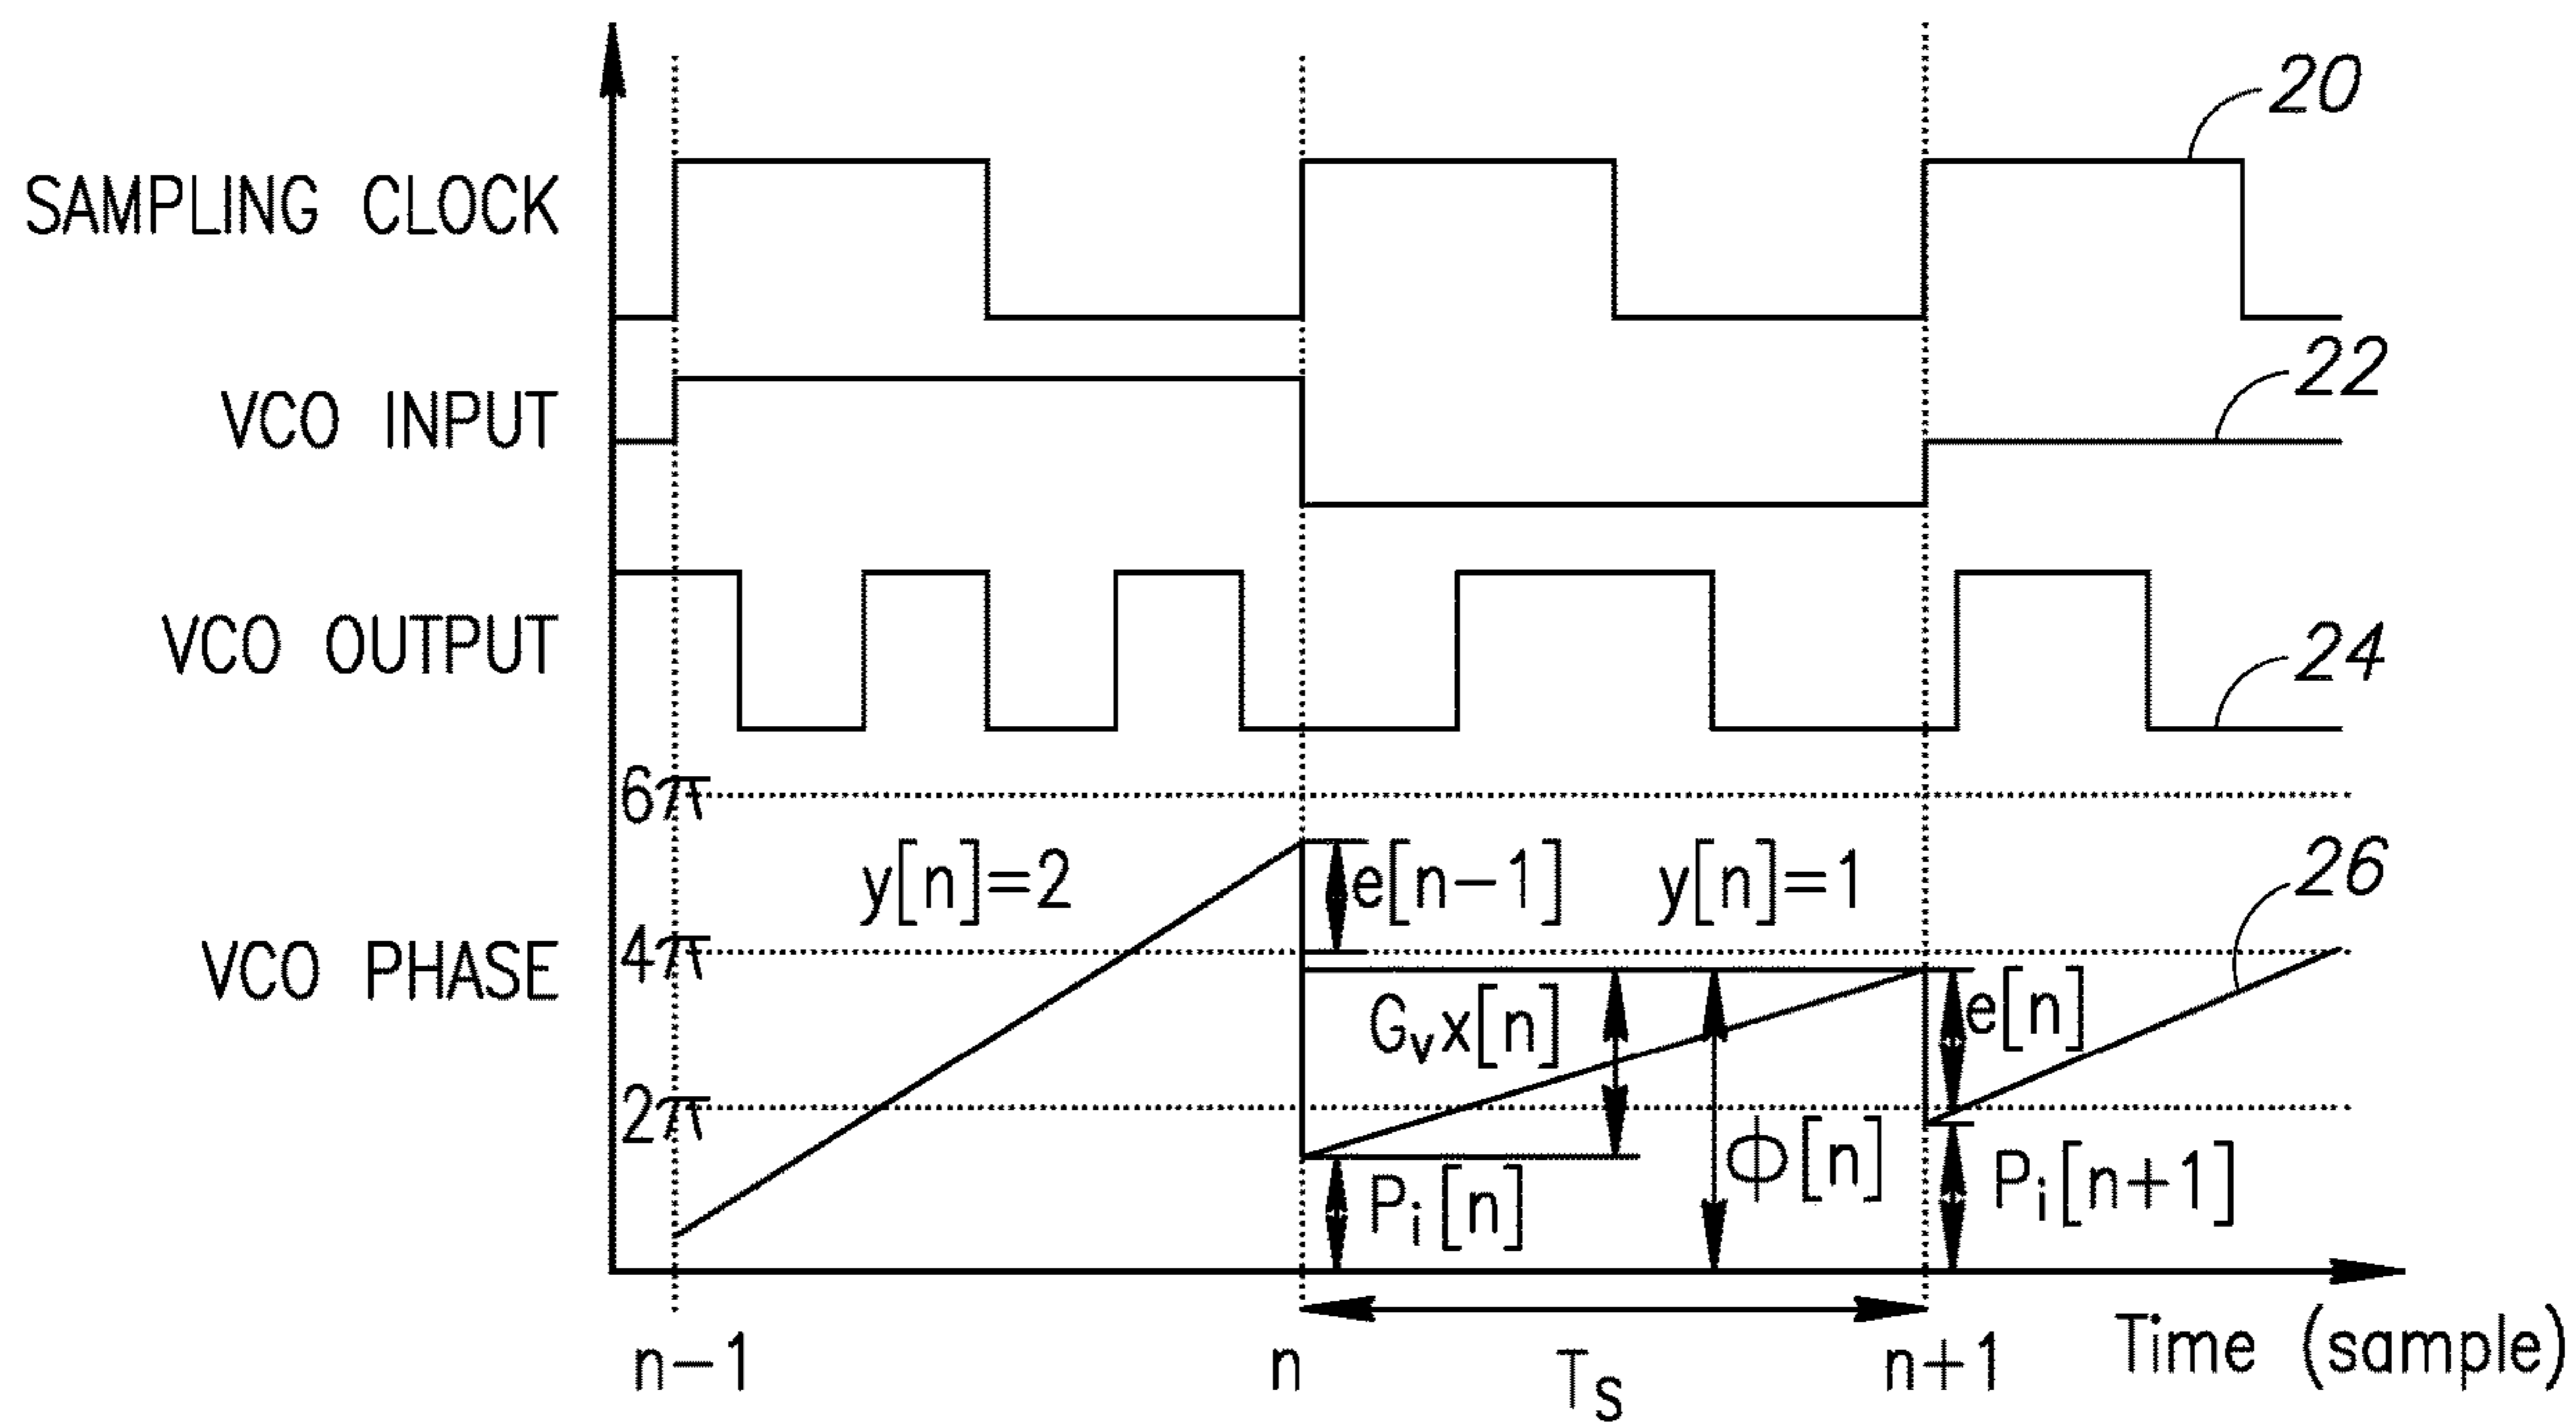 20
SAMPLING CLOCK
22
VCO INPUT
24
VCO OUTPUT
6π
y[n]=2
e[n-1]
y[n]=1
26
4π
VCO PHASE
Gᵥx[n]
e[n]
2π
ϕ[n]
Pᵢ[n]
Pᵢ[n+1]
n-1
n
Tₛ
n+1
Time (sample)